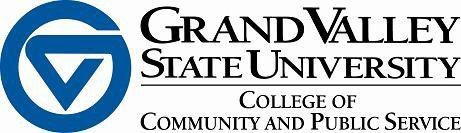 GRAND VALLEY
STATE UNIVERSITY
COLLEGE OF
COMMUNITY AND PUBLIC SERVICE